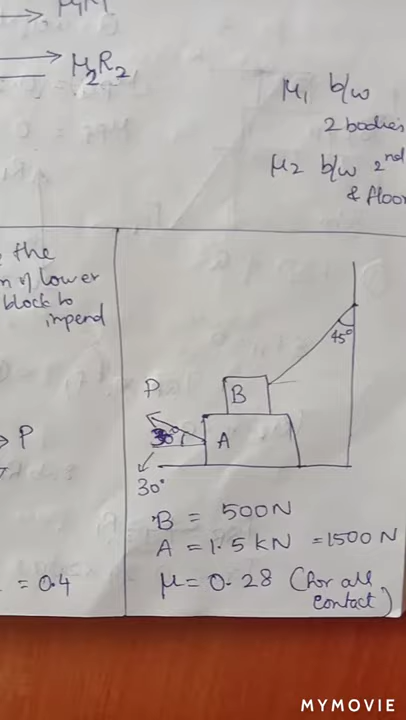 μ₂R₂
μ₁ b/w
2 bodies
μ2 b/w 2nd
& floor
the
of lower
block to
impend
P
= 0.4
45°
B
P
30°
A
30°
B = 500N
A = 1.5 kN = 1500 N
μ = 0.28 (for all
contact)
MYMOVIE